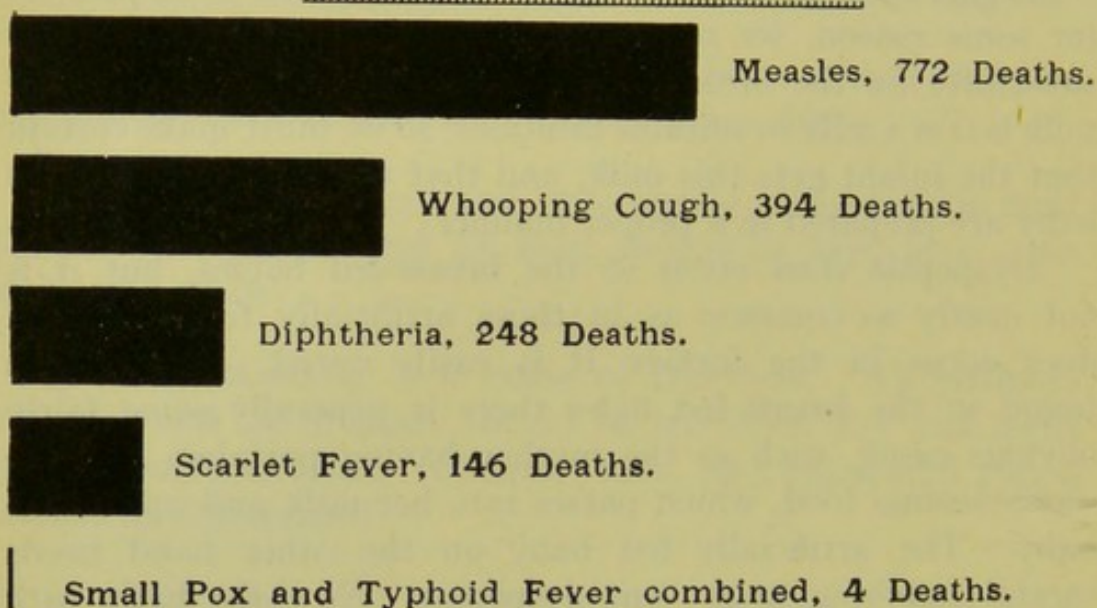 Measles, 772 Deaths.
Whooping Cough, 394 Deaths.
Diphtheria, 248 Deaths.
Scarlet Fever, 146 Deaths.
Small Pox and Typhoid Fever combined, 4 Deaths.